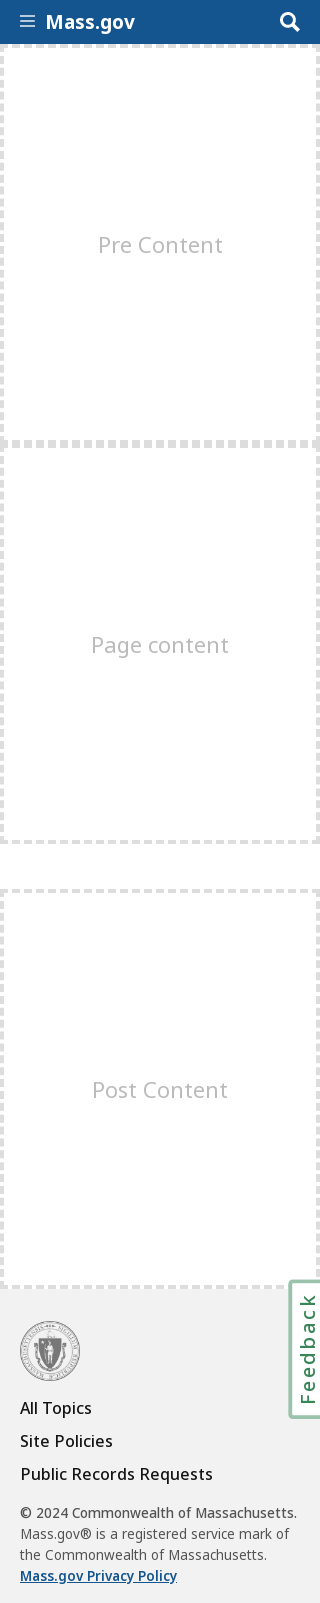 Mass.gov
Pre Content
Page content
Post Content
Feedback
All Topics
Site Policies
Public Records Requests
© 2024 Commonwealth of Massachusetts.
Mass.gov® is a registered service mark of
the Commonwealth of Massachusetts.
Mass.gov Privacy Policy